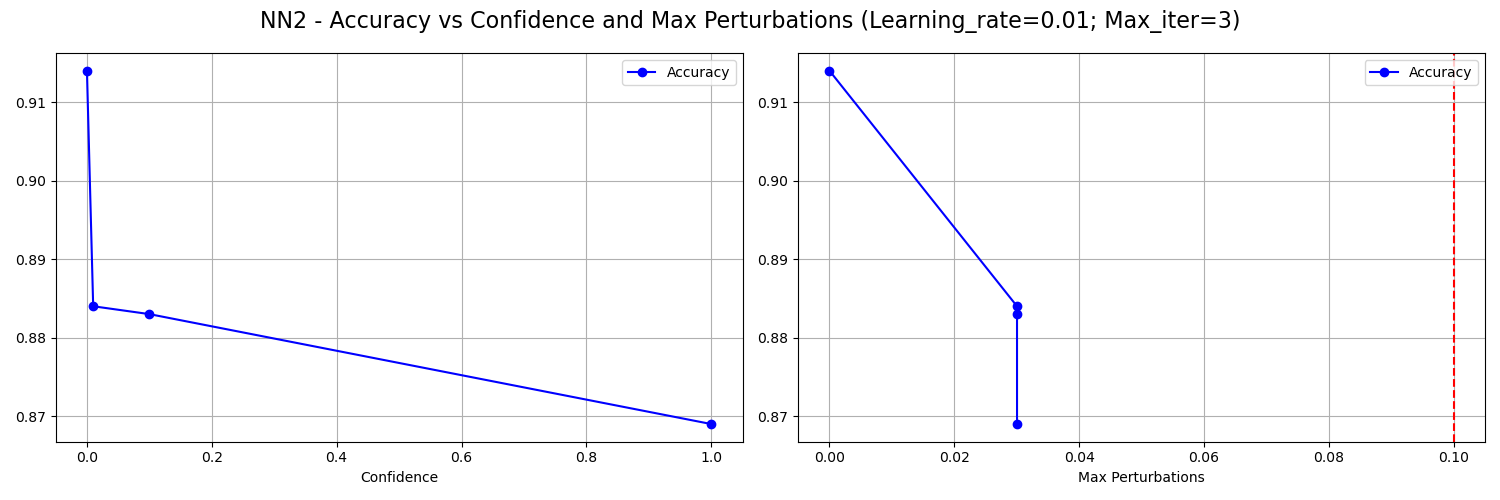 NN2 - Accuracy vs Confidence and Max Perturbations (Learning_rate=0.01; Max_iter=3)
Accuracy
0.91
0.90
0.89
0.88
0.87
0.0 0.2 0.4 0.6 0.8 1.0
Confidence
Accuracy
0.91
0.90
0.89
0.88
0.87
0.00 0.02 0.04 0.06 0.08 0.10
Max Perturbations